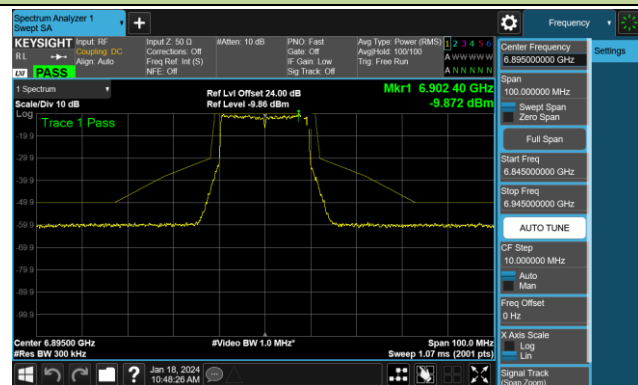 Spectrum Analyzer 1
Swept SA
Frequency
KEYSIGHT
Input: RF
Input Z: 50 Ω
#Atten: 10 dB
PNO: Fast
Avg Type: Power (RMS)
1 2 3 4 5 6
R L
Coupling: DC
Corrections: Off
Gate: Off
Avg|Hold: 100/100
A W W W W W
Align: Auto
Freq Ref: Int (S)
IF Gain: Low
Trig: Free Run
LXI
PASS
NFE: Off
Sig Track: Off
A N N N N N
1 Spectrum
Ref Lvl Offset 24.00 dB
Mkr1 6.902 40 GHz
Scale/Div 10 dB
Ref Level -9.86 dBm
-9.872 dBm
Log
Trace 1 Pass
1
-19.9
-29.9
-39.9
-49.9
-59.9
-69.9
-79.9
-89.9
-99.9
Center 6.89500 GHz
#Video BW 1.0 MHz*
Span 100.0 MHz
#Res BW 300 kHz
Sweep 1.07 ms (2001 pts)
Jan 18, 2024
10:48:26 AM
Center Frequency
6.895000000 GHz
Settings
Span
100.000000 MHz
Swept Span
Zero Span
Full Span
Start Freq
6.845000000 GHz
Stop Freq
6.945000000 GHz
AUTO TUNE
CF Step
10.000000 MHz
Auto
Man
Freq Offset
0 Hz
X Axis Scale
Log
Lin
Signal Track
(Span Zoom)